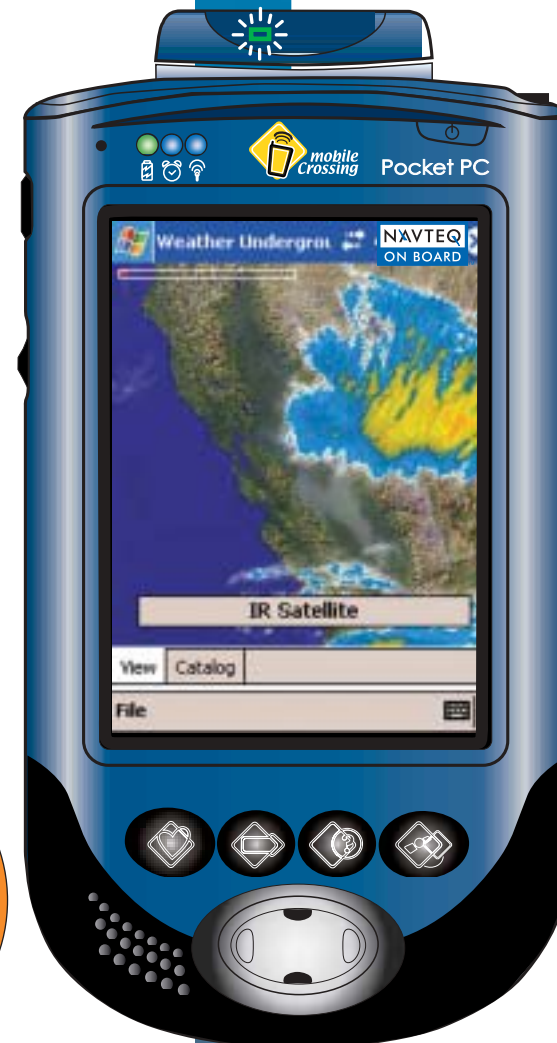 mobile
Crossing
Pocket PC
Weather Undergrou
NAVTEQ
ON BOARD
IR Satellite
View Catalog
File